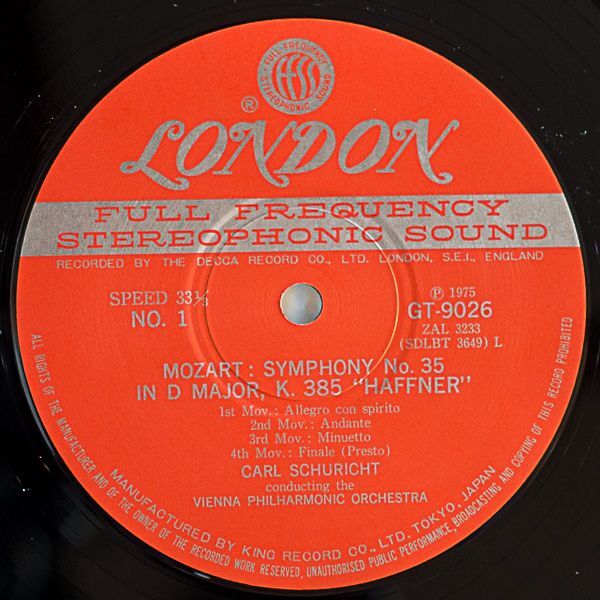 FULL FREQUENCY
ffss
STEREOPHONIC SOUND
®
LONDON
FULL FREQUENCY
STEREOPHONIC SOUND
RECORDED BY THE DECCA RECORD CO., LTD. LONDON, S.E.I., ENGLAND
SPEED 33⅓
NO. 1
℗ 1975
GT-9026
ZAL 3233
(SDLBT 3649) L
MOZART: SYMPHONY No. 35
IN D MAJOR, K. 385 "HAFFNER"
1st Mov.: Allegro con spirito
2nd Mov.: Andante
3rd Mov.: Minuetto
4th Mov.: Finale (Presto)
CARL SCHURICHT
conducting the
VIENNA PHILHARMONIC ORCHESTRA
MANUFACTURED BY KING RECORD CO., LTD. TOKYO, JAPAN
ALL RIGHTS OF THE MANUFACTURER AND OF THE OWNER OF THE RECORDED WORK RESERVED, UNAUTHORISED PUBLIC PERFORMANCE, BROADCASTING AND COPYING OF THIS RECORD PROHIBITED